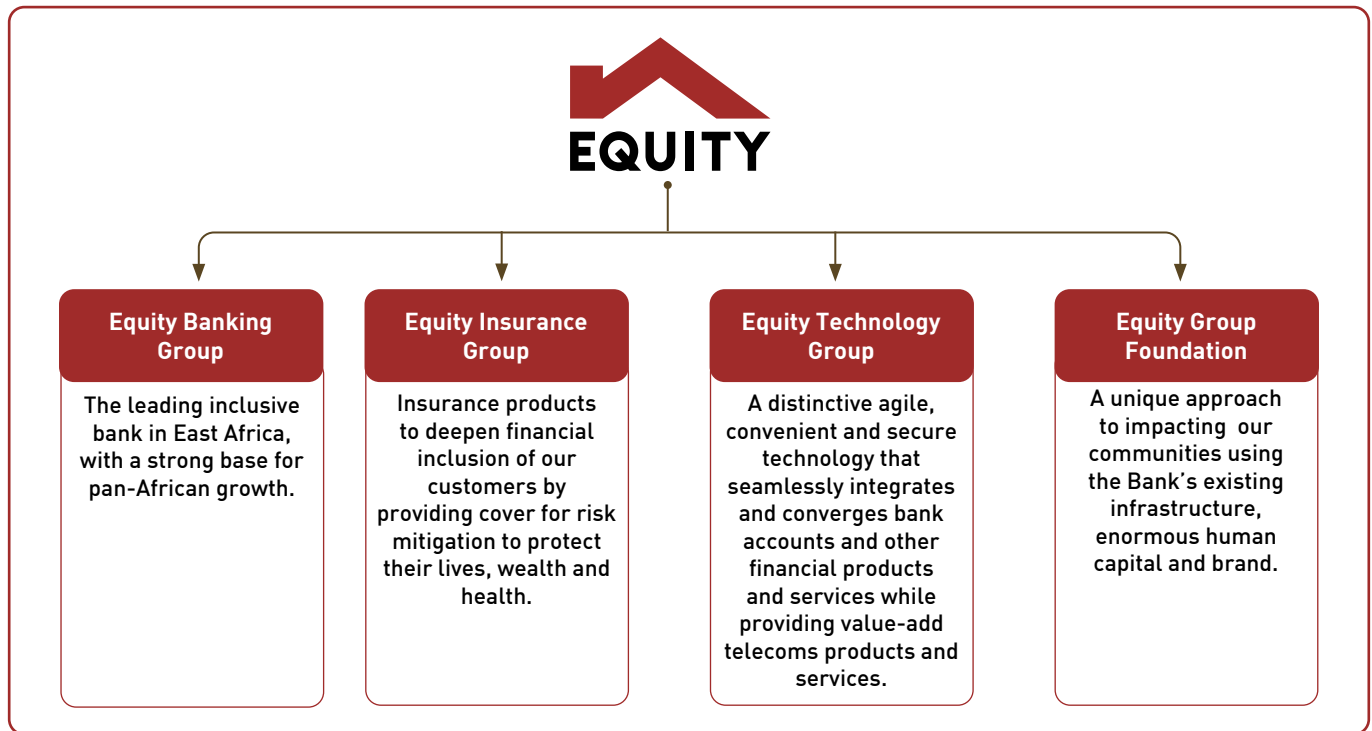 EQUITY
Equity Banking
Group
The leading inclusive
bank in East Africa,
with a strong base for
pan-African growth.
Equity Insurance
Group
Insurance products
to deepen financial
inclusion of our
customers by
providing cover for risk
mitigation to protect
their lives, wealth and
health.
Equity Technology
Group
A distinctive agile,
convenient and secure
technology that
seamlessly integrates
and converges bank
accounts and other
financial products
and services while
providing value-add
telecoms products and
services.
Equity Group
Foundation
A unique approach
to impacting our
communities using
the Bank’s existing
infrastructure,
enormous human
capital and brand.